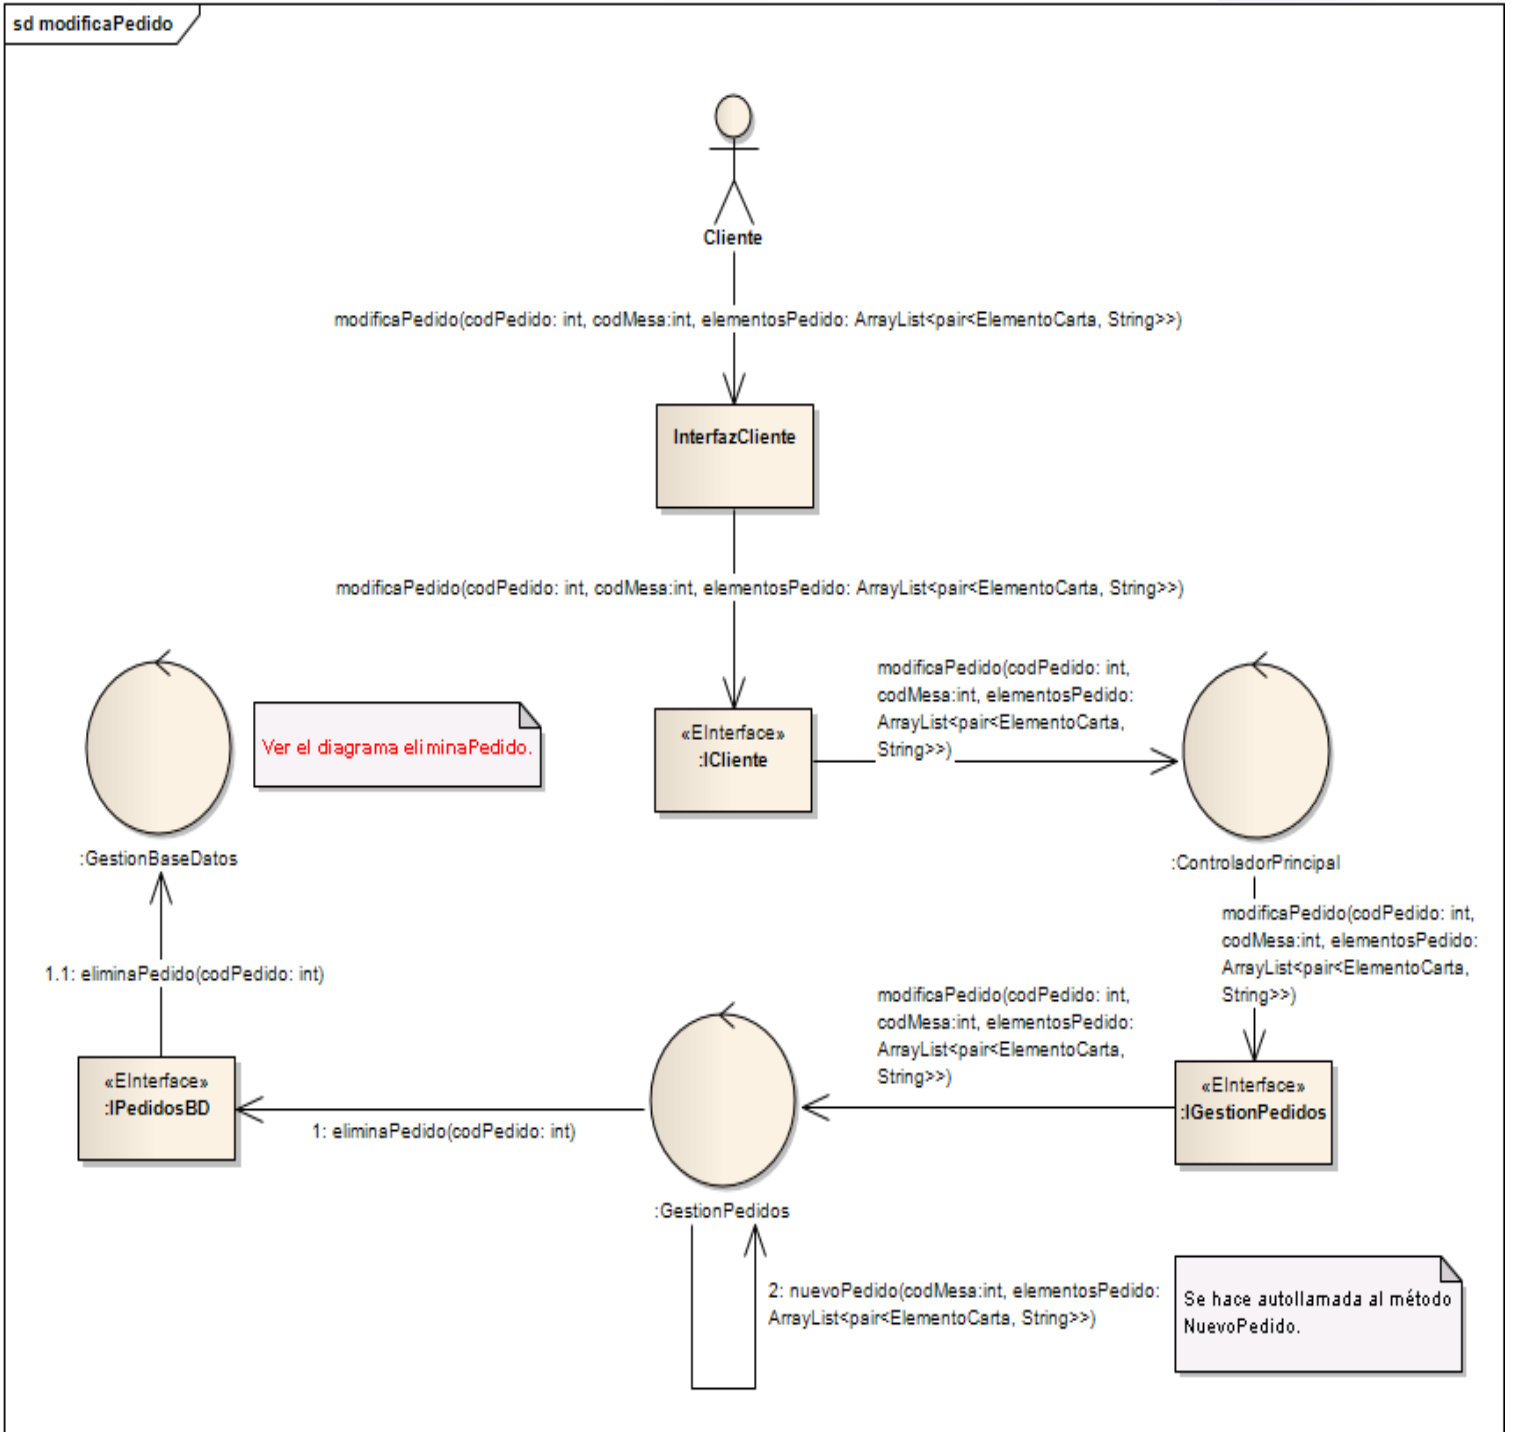 sd modificaPedido
Cliente
modificaPedido(codPedido: int, codMesa:int, elementosPedido: ArrayList<pair<ElementoCarta, String>>)
InterfazCliente
modificaPedido(codPedido: int, codMesa:int, elementosPedido: ArrayList<pair<ElementoCarta, String>>)
modificaPedido(codPedido: int,
codMesa:int, elementosPedido:
ArrayList<pair<ElementoCarta,
String>>)
Ver el diagrama eliminaPedido.
«EInterface»
:ICliente
:GestionBaseDatos
:ControladorPrincipal
modificaPedido(codPedido: int,
codMesa:int, elementosPedido:
ArrayList<pair<ElementoCarta,
String>>)
1.1: eliminaPedido(codPedido: int)
modificaPedido(codPedido: int,
codMesa:int, elementosPedido:
ArrayList<pair<ElementoCarta,
String>>)
«EInterface»
:IPedidosBD
«EInterface»
:IGestionPedidos
1: eliminaPedido(codPedido: int)
:GestionPedidos
2: nuevoPedido(codMesa:int, elementosPedido:
ArrayList<pair<ElementoCarta, String>>)
Se hace autollamada al método
NuevoPedido.